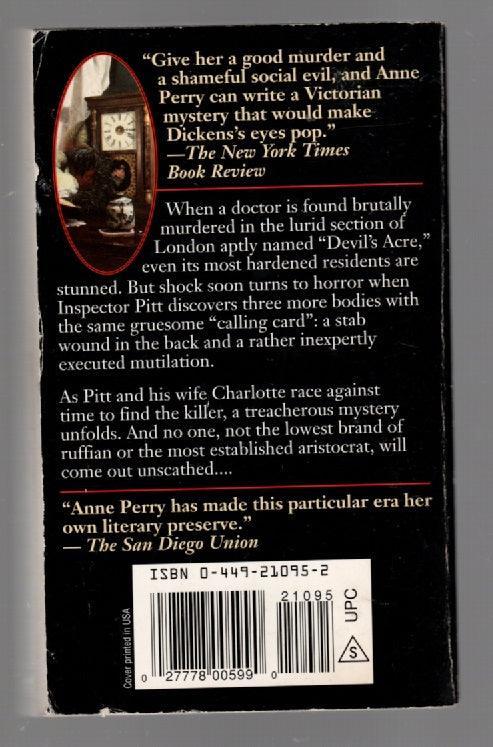 “Give her a good murder and
a shameful social evil, and Anne
Perry can write a Victorian
mystery that would make
Dickens's eyes pop.”
—The New York Times
Book Review
When a doctor is found brutally
murdered in the lurid section of
London aptly named “Devil's Acre,”
even its most hardened residents are
stunned. But shock soon turns to horror when
Inspector Pitt discovers three more bodies with
the same gruesome “calling card”: a stab
wound in the back and a rather inexpertly
executed mutilation.
As Pitt and his wife Charlotte race against
time to find the killer, a treacherous mystery
unfolds. And no one, not the lowest brand of
ruffian or the most established aristocrat, will
come out unscathed....
“Anne Perry has made this particular era her
own literary preserve.”
— The San Diego Union
ISBN 0-449-21095-2
21095
0 27778 00599 0
UPC
S
Cover printed in USA